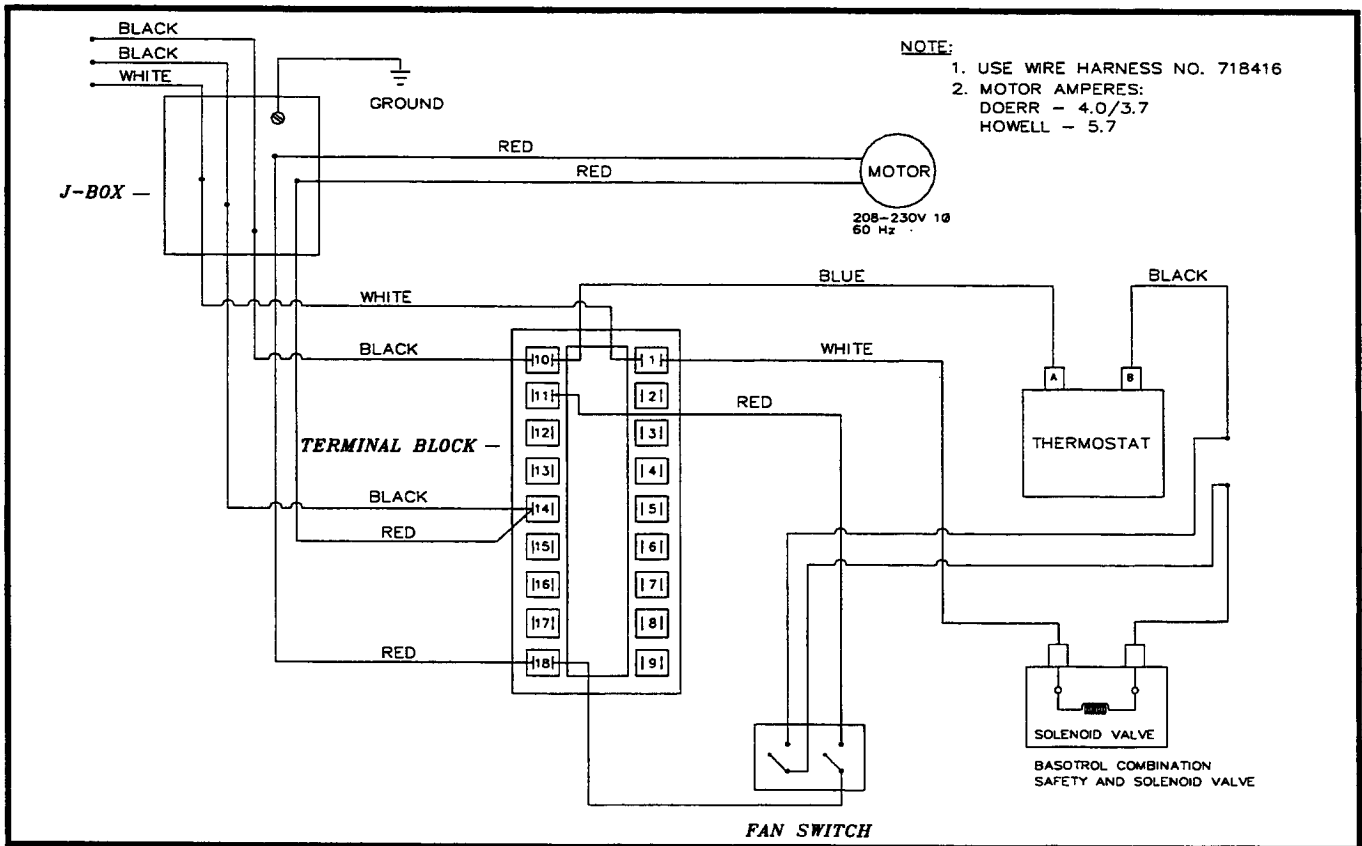 BLACK
BLACK
WHITE
GROUND
NOTE:
1. USE WIRE HARNESS NO. 718416
2. MOTOR AMPERES:
DOERR – 4.0/3.7
HOWELL – 5.7
RED
RED
MOTOR
208–230V 1Ø
60 Hz
J-BOX
BLUE
BLACK
WHITE
BLACK
WHITE
10
1
A
B
11
2
RED
12
3
TERMINAL BLOCK
THERMOSTAT
13
4
BLACK
14
5
RED
15
6
16
7
17
8
RED
18
9
SOLENOID VALVE
BASOTROL COMBINATION
SAFETY AND SOLENOID VALVE
FAN SWITCH